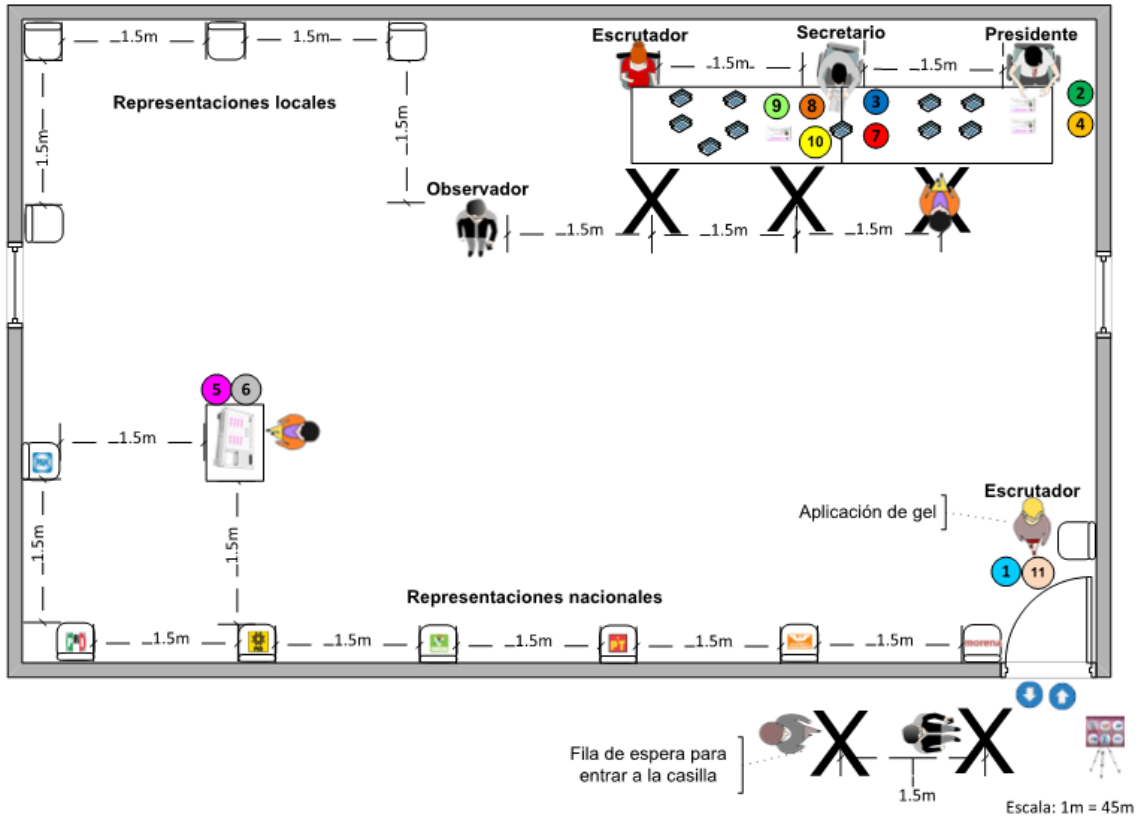 1.5m
1.5m
Escrutador
Secretario
Presidente
1.5m
1.5m
Representaciones locales
9
8
3
2
10
7
4
1.5m
1.5m
Observador
1.5m
1.5m
1.5m
5
6
1.5m
PAN
Escrutador
Aplicación de gel
1.5m
1.5m
1
11
Representaciones nacionales
PRI
1.5m
PRD
1.5m
1.5m
PT
1.5m
1.5m
morena
Fila de espera para
entrar a la casilla
1.5m
Escala: 1m = 45m